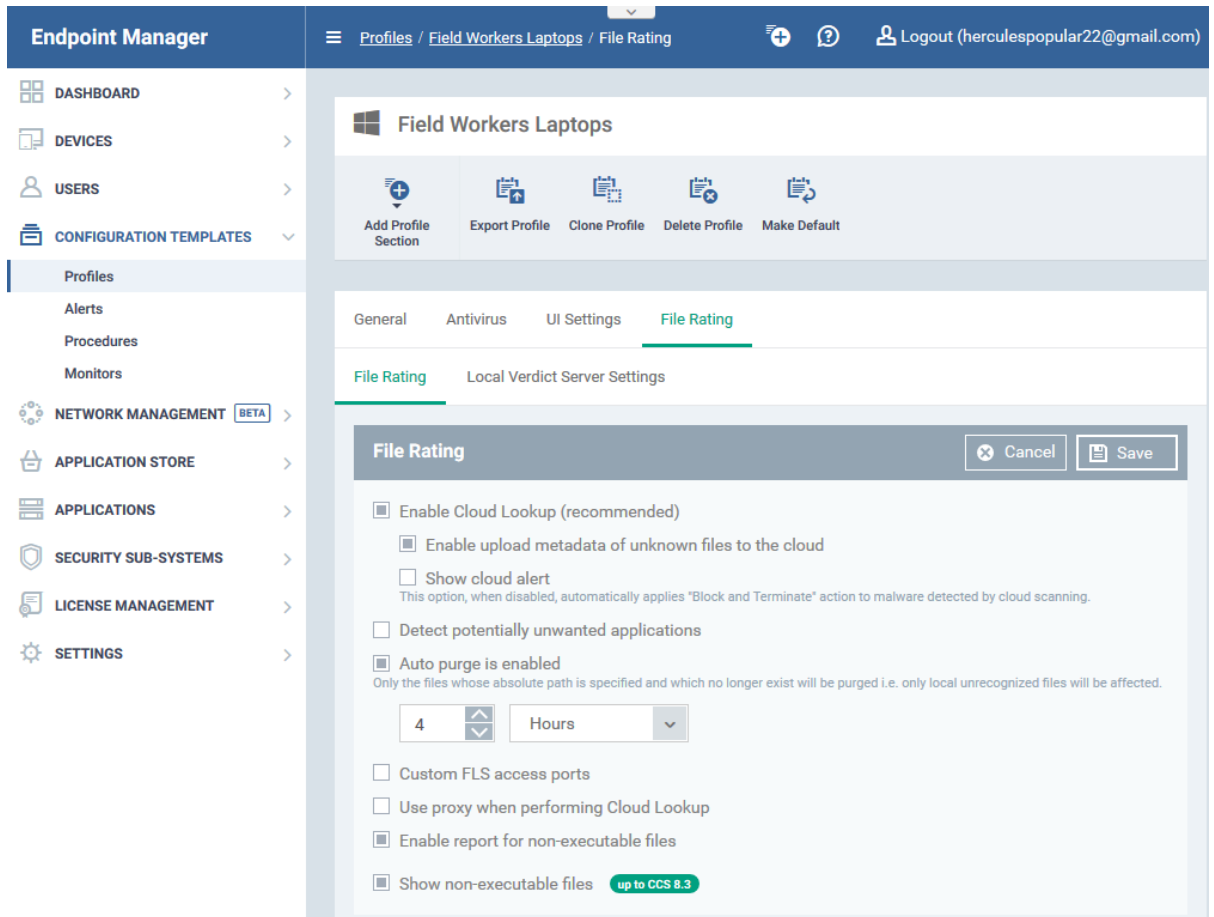 Endpoint Manager
Profiles / Field Workers Laptops / File Rating
Logout (herculespopular22@gmail.com)
DASHBOARD
DEVICES
USERS
CONFIGURATION TEMPLATES
Profiles
Alerts
Procedures
Monitors
NETWORK MANAGEMENT BETA
APPLICATION STORE
APPLICATIONS
SECURITY SUB-SYSTEMS
LICENSE MANAGEMENT
SETTINGS
Field Workers Laptops
Add Profile
Section
Export Profile
Clone Profile
Delete Profile
Make Default
General
Antivirus
UI Settings
File Rating
File Rating
Local Verdict Server Settings
File Rating
Cancel
Save
Enable Cloud Lookup (recommended)
Enable upload metadata of unknown files to the cloud
Show cloud alert
This option, when disabled, automatically applies "Block and Terminate" action to malware detected by cloud scanning.
Detect potentially unwanted applications
Auto purge is enabled
Only the files whose absolute path is specified and which no longer exist will be purged i.e. only local unrecognized files will be affected.
4
Hours
Custom FLS access ports
Use proxy when performing Cloud Lookup
Enable report for non-executable files
Show non-executable files
up to CCS 8.3